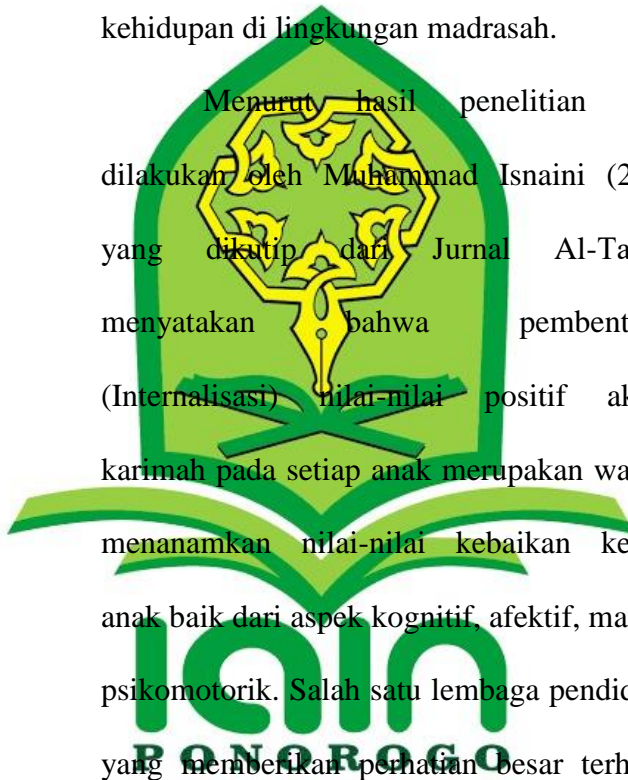 kehidupan di lingkungan madrasah.
Menurut hasil penelitian
dilakukan oleh Muhammad Isnaini (2
yang dikutip dari Jurnal Al-Ta
menyatakan bahwa pembent
(Internalisasi) nilai-nilai positif ak
karimah pada setiap anak merupakan wa
menanamkan nilai-nilai kebaikan ke
anak baik dari aspek kognitif, afektif, ma
psikomotorik. Salah satu lembaga pendid
iain
PONOROGO
yang memberikan perhatian besar terh